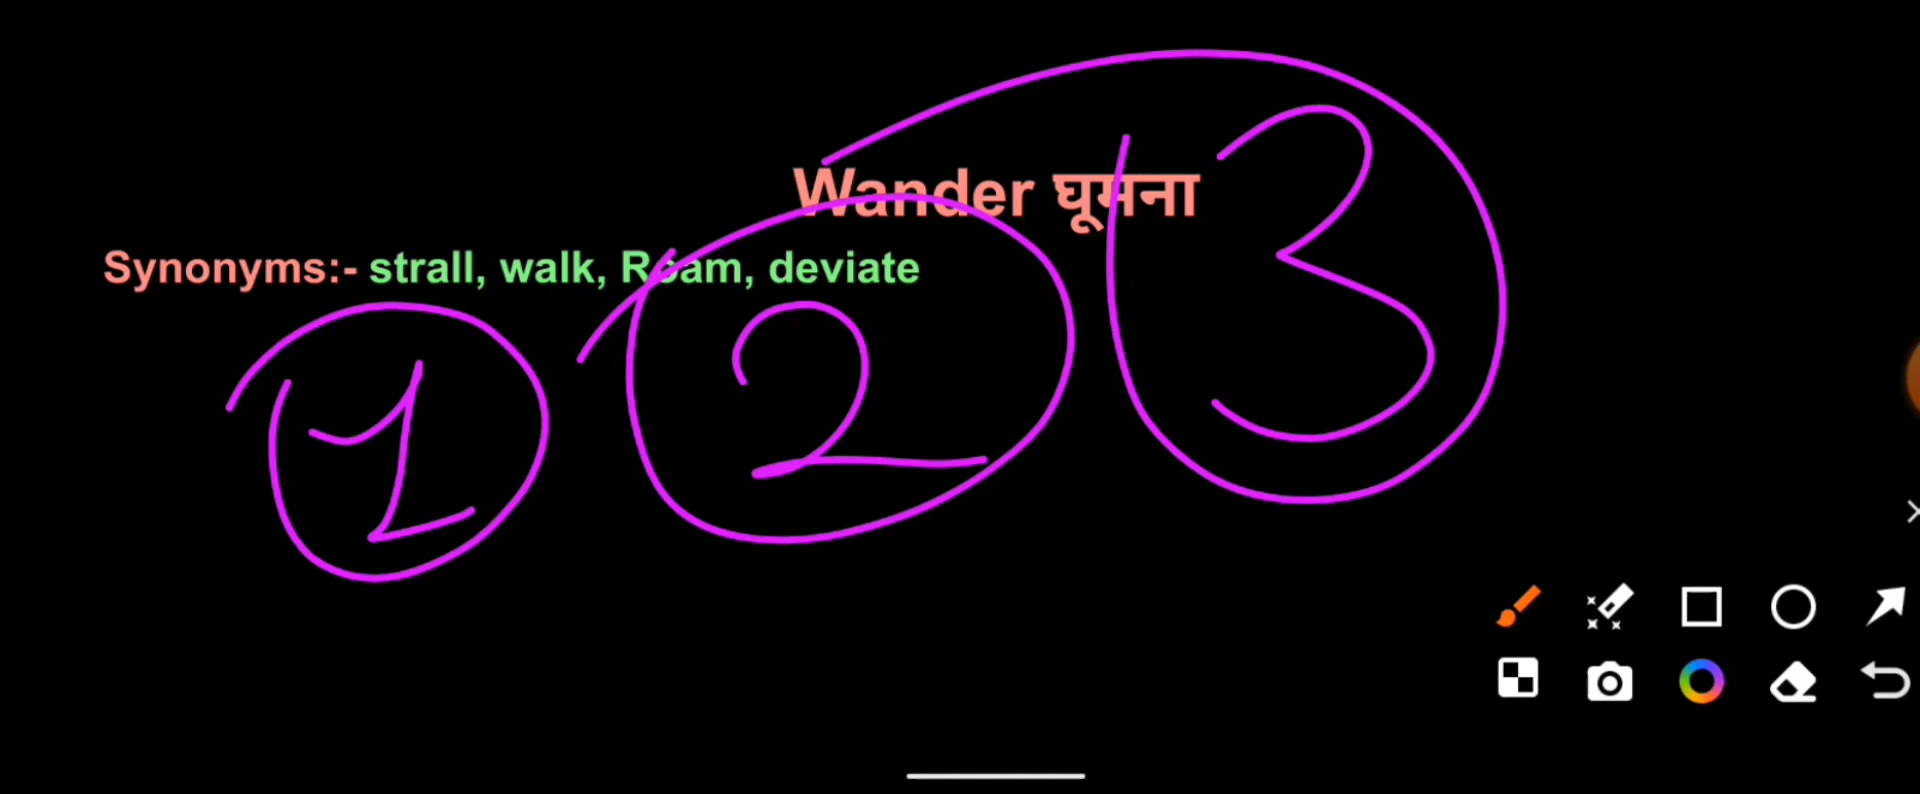 Wander घूमना
Synonyms:- strall, walk, Roam, deviate
1 2 3